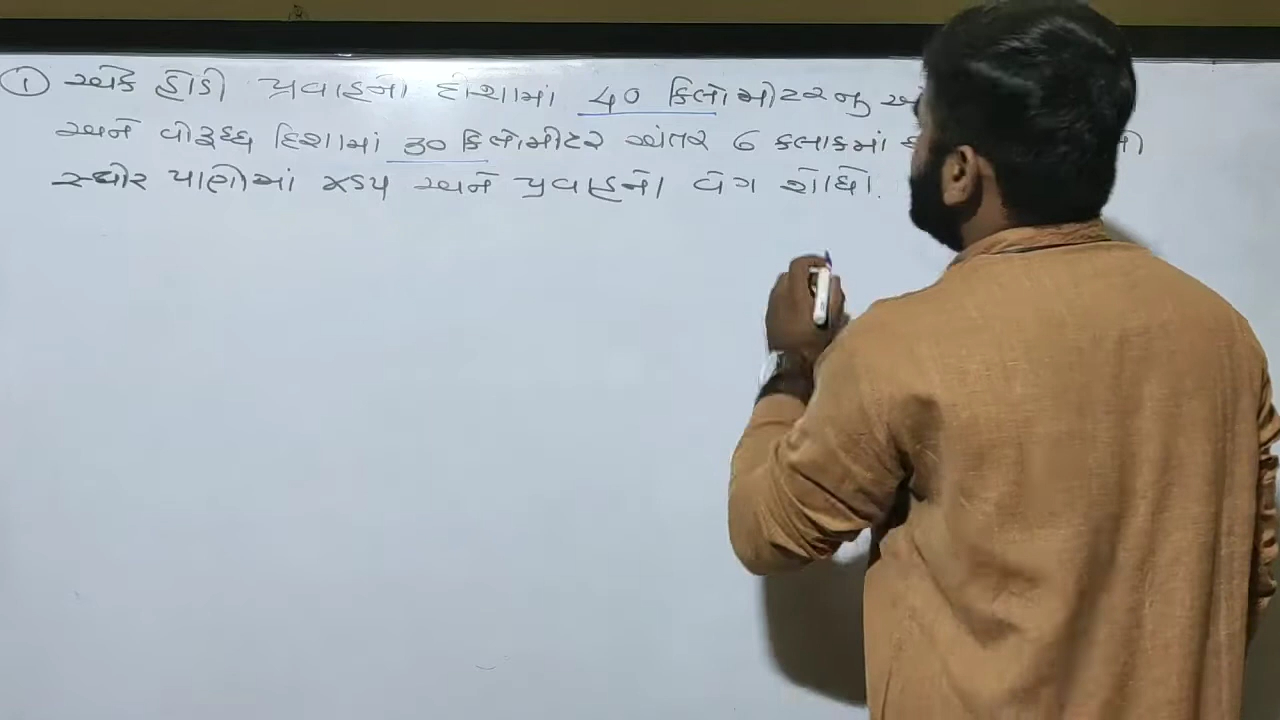 ① એક હોડી પ્રવાહની દીશામાં 40 કિલોમીટરનુ
અને વીરૂધ્ધ દિશામાં 30 કિલોમીટર અંતર 6 કલાકમાં
સ્થીર પાણીમાં ઝડપ અને પ્રવાહનો વેગ શોધો.